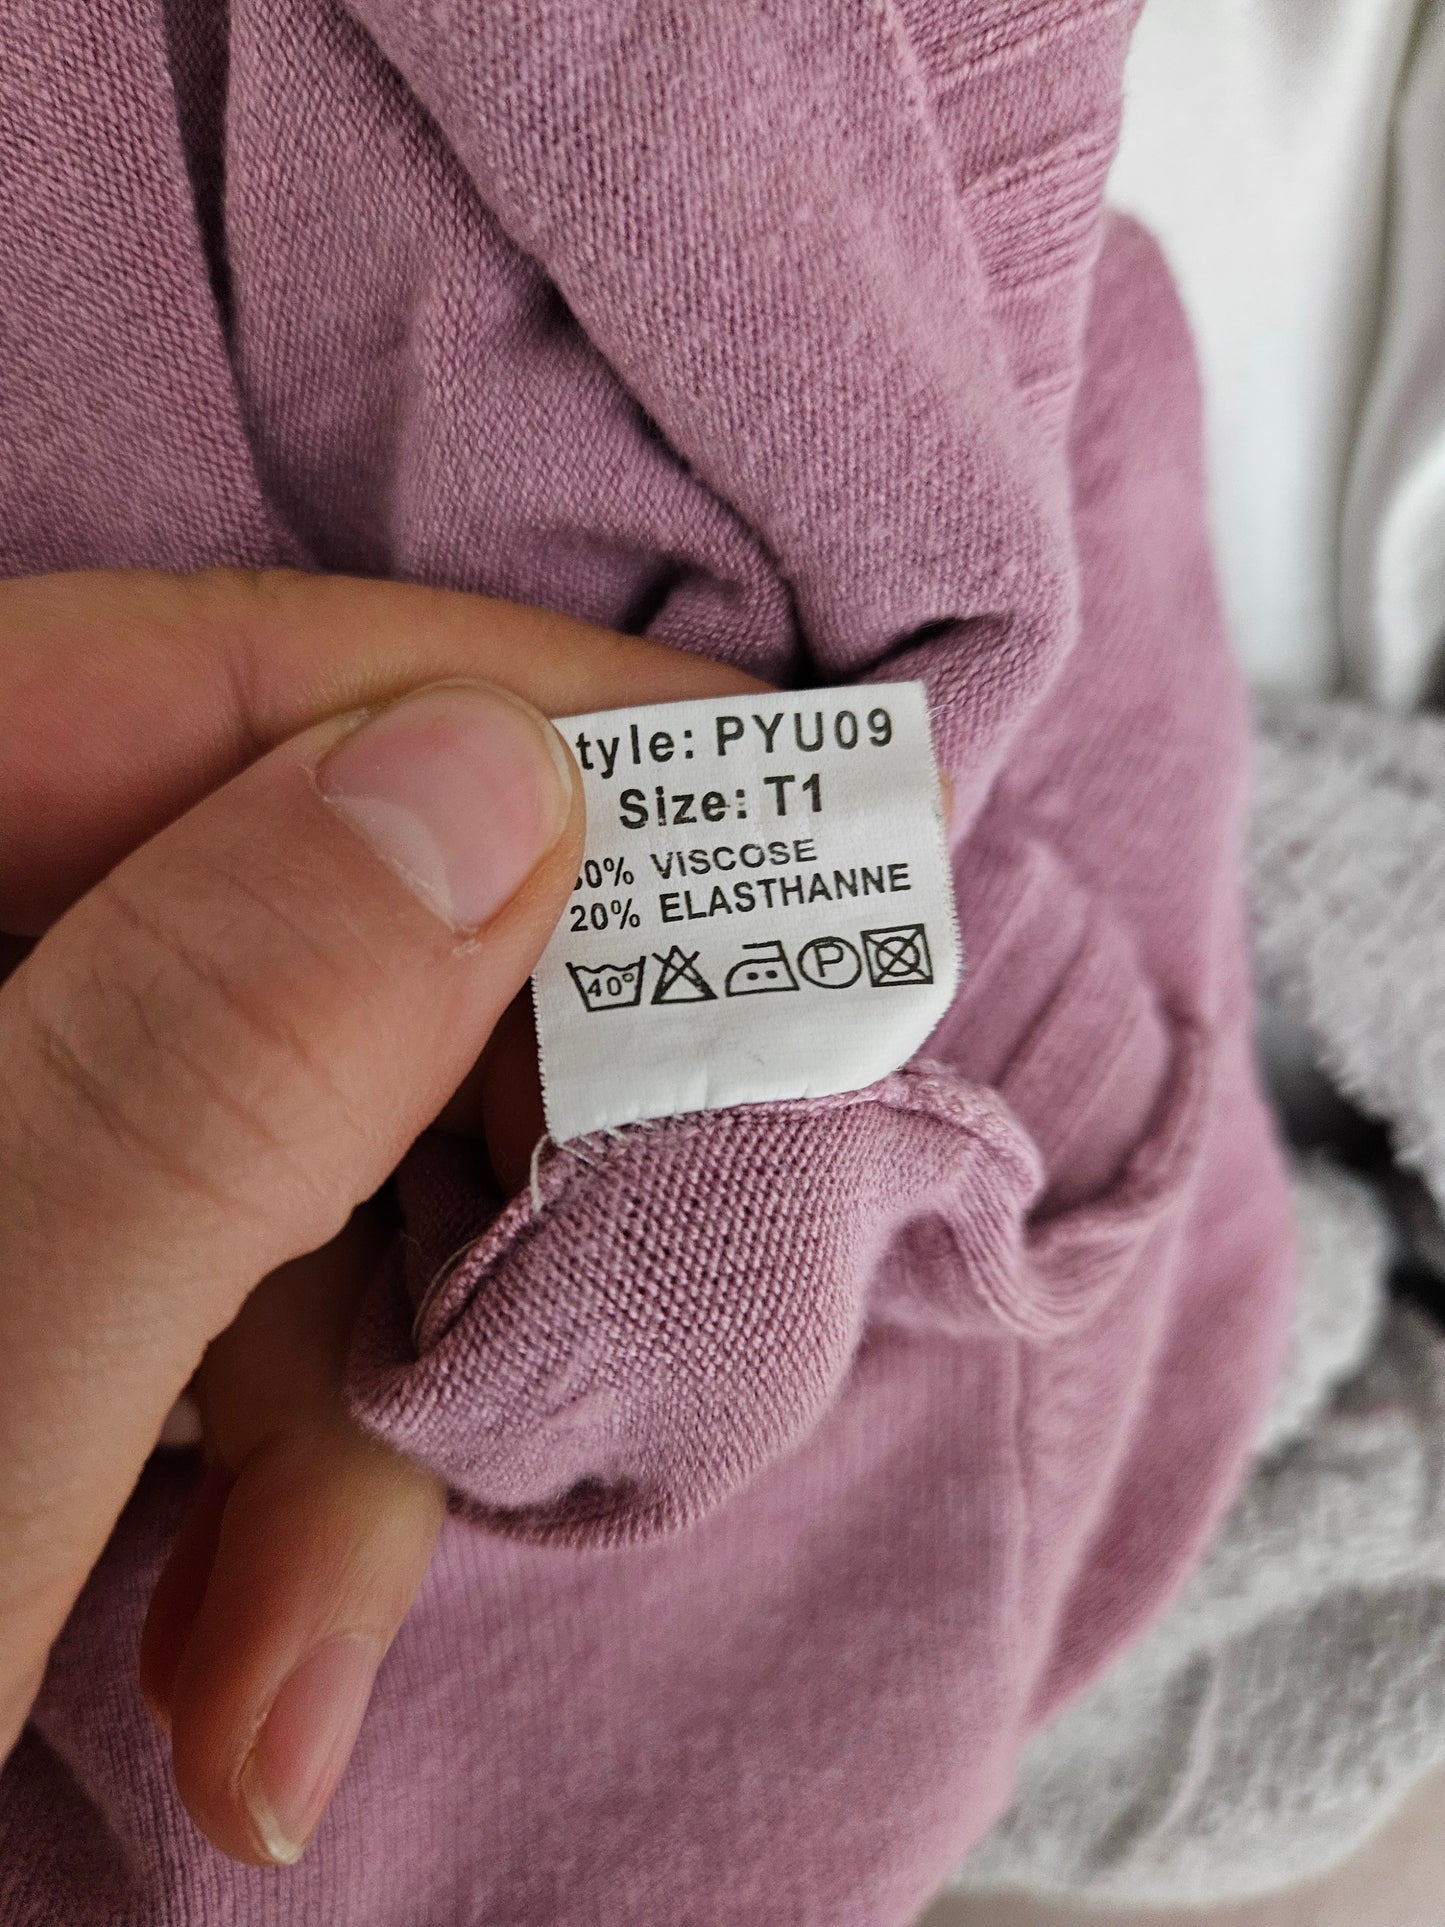 tyle: PYU09
Size: T1
0% VISCOSE
20% ELASTHANNE
40° P